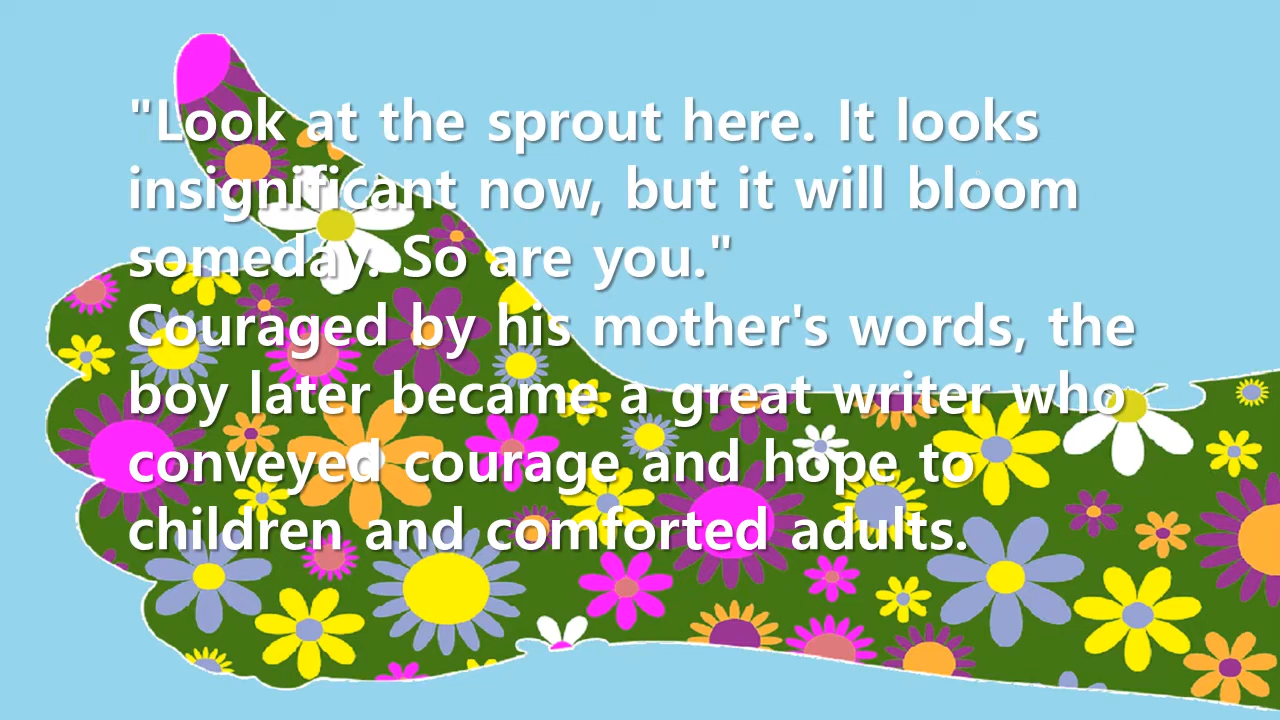 "Look at the sprout here. It looks
insignificant now, but it will bloom
someday. So are you."
Couraged by his mother's words, the
boy later became a great writer who
conveyed courage and hope to
children and comforted adults.